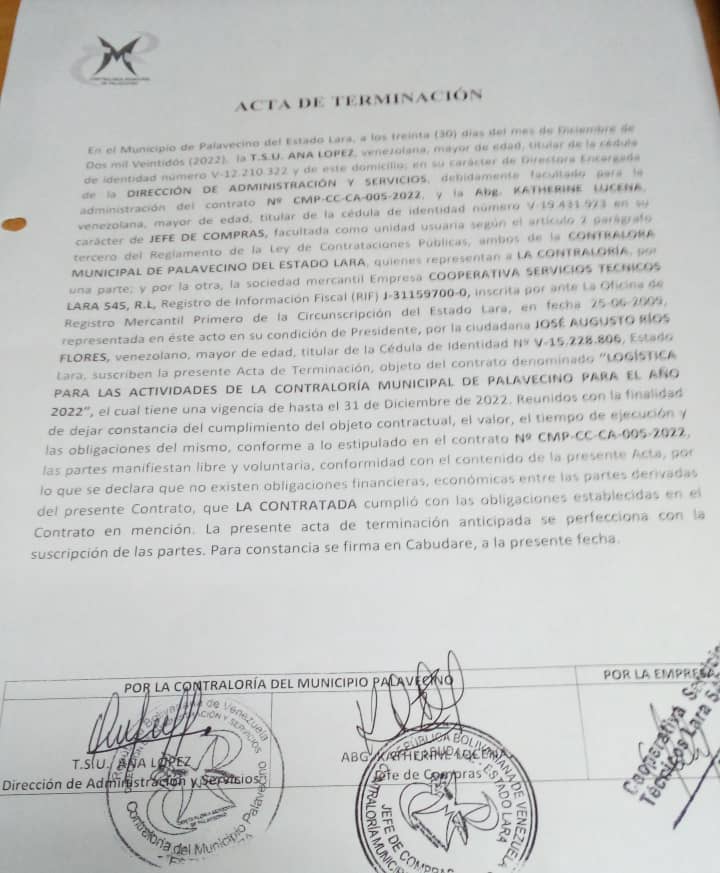 CONTRALORÍA MUNICIPAL
DE PALAVECINO
ACTA DE TERMINACIÓN
En el Municipio de Palavecino del Estado Lara, a los treinta (30) días del mes de Diciembre de
Dos mil Veintidós (2022), la T.S.U. ANA LOPEZ, venezolana, mayor de edad, titular de la cédula
de identidad número V-12.210.322 y de este domicilio; en su carácter de Directora Encargada
de la DIRECCIÓN DE ADMINISTRACIÓN Y SERVICIOS, debidamente facultado para la
administración del contrato Nº CMP-CC-CA-005-2022, y la Abg. KATHERINE LUCENA,
venezolana, mayor de edad, titular de la cédula de identidad número V-19.431.923 en su
carácter de JEFE DE COMPRAS, facultada como unidad usuaria según el artículo 2 parágrafo
tercero del Reglamento de la Ley de Contrataciones Públicas, ambos de la CONTRALORA
MUNICIPAL DE PALAVECINO DEL ESTADO LARA, quienes representan a LA CONTRALORÍA, por
una parte; y por la otra, la sociedad mercantil Empresa COOPERATIVA SERVICIOS TECNICOS
LARA 545, R.L, Registro de Información Fiscal (RIF) J-31159700-0, inscrita por ante La Oficina de
Registro Mercantil Primero de la Circunscripción del Estado Lara, en fecha 25-06-2009,
representada en éste acto en su condición de Presidente, por la ciudadana JOSÉ AUGUSTO RÍOS
FLORES, venezolano, mayor de edad, titular de la Cédula de Identidad Nº V-15.228.806, Estado
Lara, suscriben la presente Acta de Terminación, objeto del contrato denominado "LOGÍSTICA
PARA LAS ACTIVIDADES DE LA CONTRALORÍA MUNICIPAL DE PALAVECINO PARA EL AÑO
2022", el cual tiene una vigencia de hasta el 31 de Diciembre de 2022. Reunidos con la finalidad
de dejar constancia del cumplimiento del objeto contractual, el valor, el tiempo de ejecución y
las obligaciones del mismo, conforme a lo estipulado en el contrato Nº CMP-CC-CA-005-2022,
las partes manifiestan libre y voluntaria, conformidad con el contenido de la presente Acta, por
lo que se declara que no existen obligaciones financieras, económicas entre las partes derivadas
del presente Contrato, que LA CONTRATADA cumplió con las obligaciones establecidas en el
Contrato en mención. La presente acta de terminación anticipada se perfecciona con la
suscripción de las partes. Para constancia se firma en Cabudare, a la presente fecha.
POR LA CONTRALORÍA DEL MUNICIPIO PALAVECINO
POR LA EMPRESA
T.S.U. ANA LOPEZ
Dirección de Administración y Servicios
ABG. KATHERINE LUCENA
Jefe de Compras
Bolivariana de Venezuela
Contraloría del Municipio Palavecino
REPÚBLICA BOLIVARIANA DE VENEZUELA
ESTADO LARA
JEFE DE COMPRAS
Cooperativa Servicio
Técnicos Lara